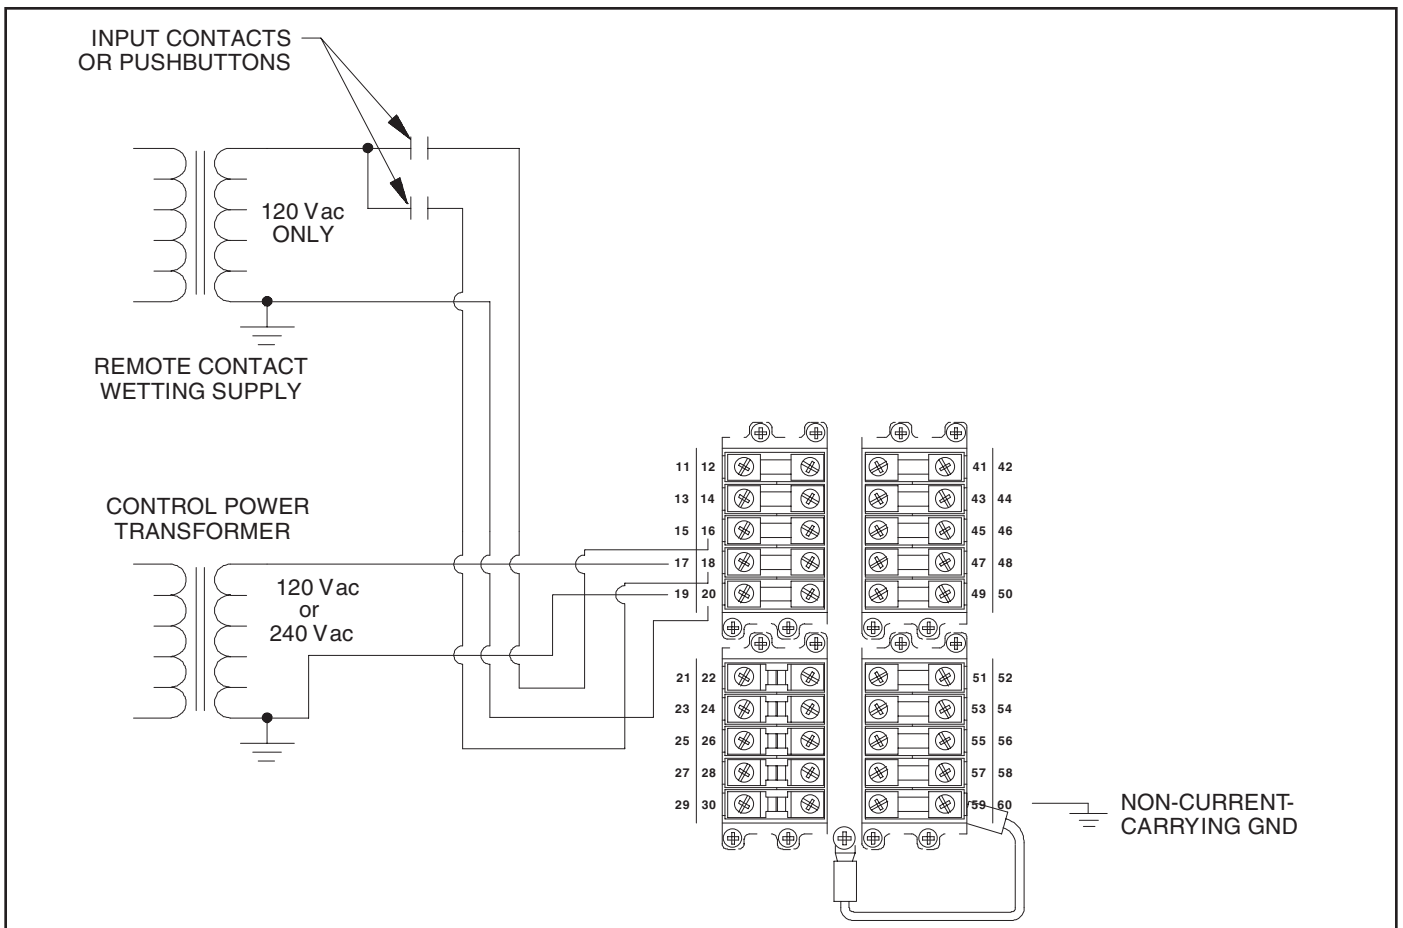 INPUT CONTACTS
OR PUSHBUTTONS
120 Vac
ONLY
REMOTE CONTACT
WETTING SUPPLY
CONTROL POWER
TRANSFORMER
120 Vac
or
240 Vac
11 12
13 14
15 16
17 18
19 20
21 22
23 24
25 26
27 28
29 30
41 42
43 44
45 46
47 48
49 50
51 52
53 54
55 56
57 58
59 60
NON-CURRENT-
CARRYING GND